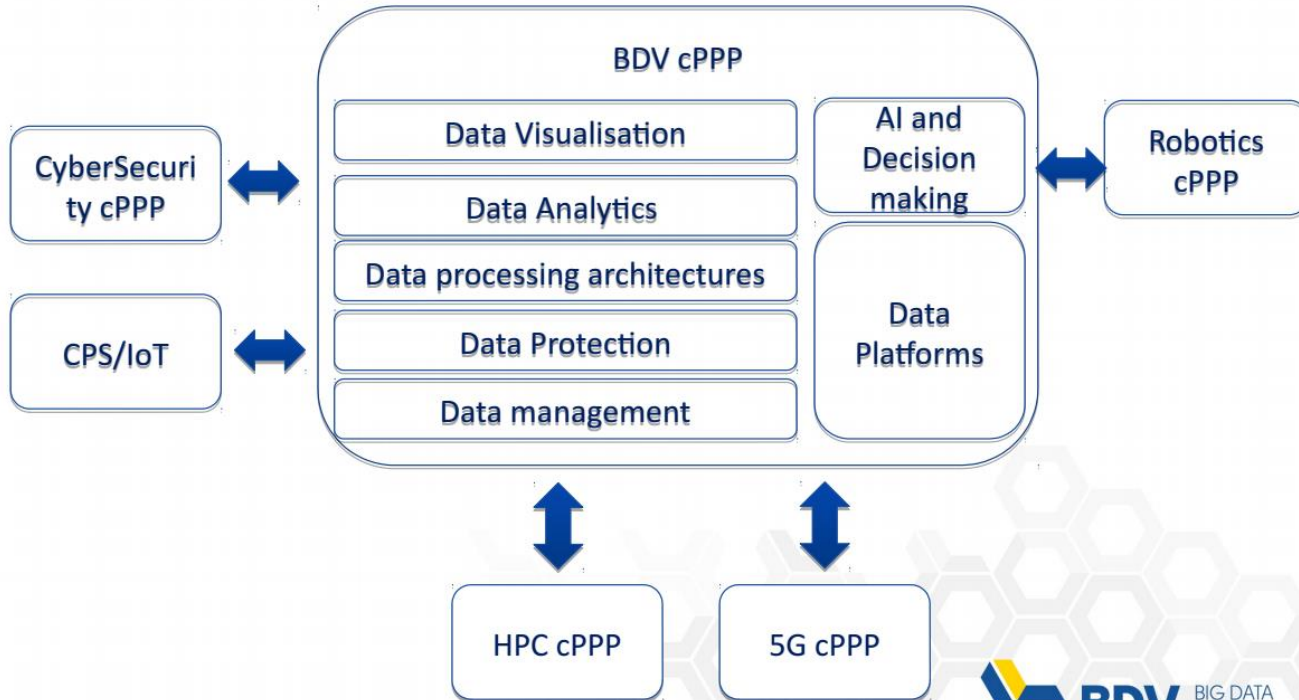 BDV cPPP
Data Visualisation
Data Analytics
Data processing architectures
Data Protection
Data management
AI and
Decision
making
Data
Platforms
CyberSecuri
ty cPPP
CPS/IoT
Robotics
cPPP
HPC cPPP
5G cPPP
BDV
BIG DATA